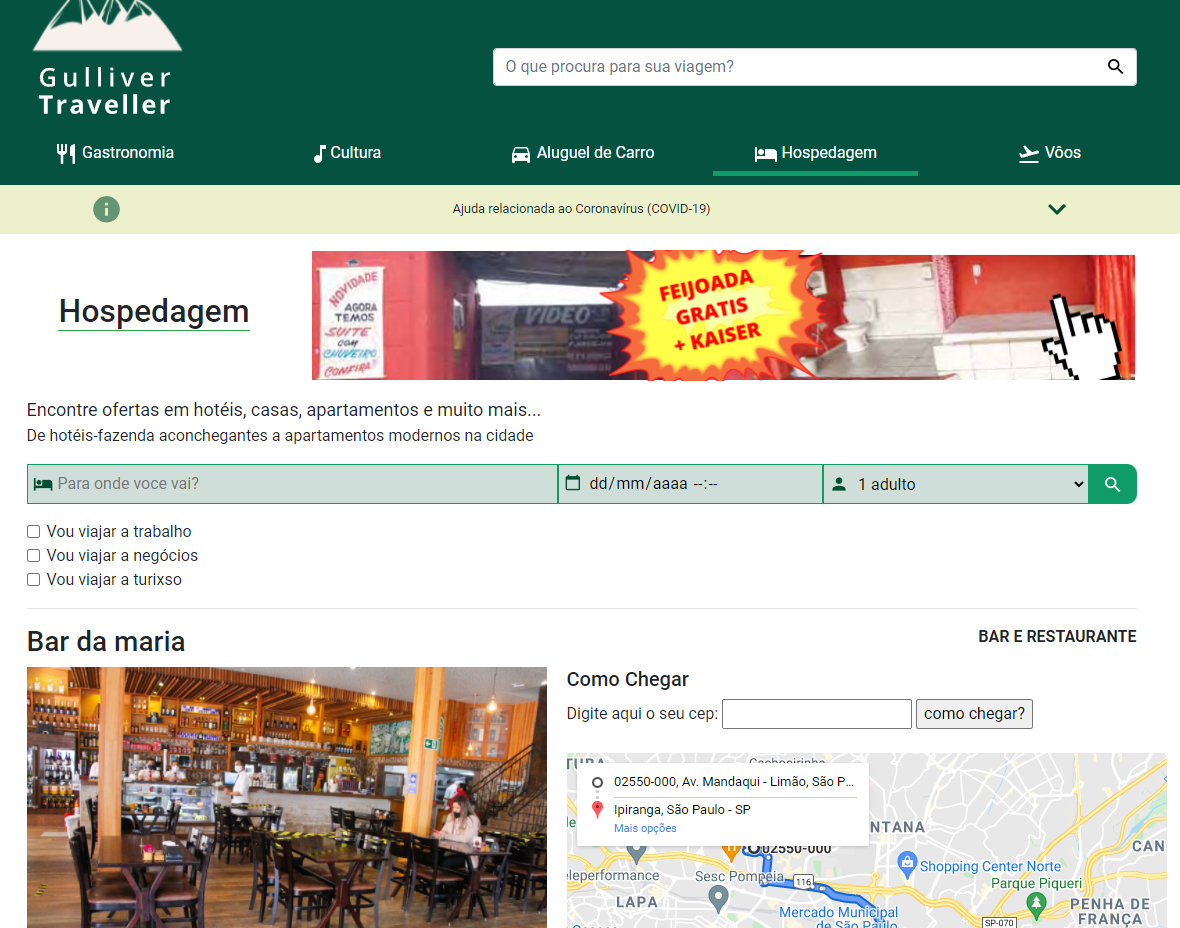 Gulliver
Traveller
O que procura para sua viagem?
Gastronomia
Cultura
Aluguel de Carro
Hospedagem
Vôos
Ajuda relacionada ao Coronavírus (COVID-19)
Hospedagem
NOVIDADE
AGORA
TEMOS
SUITE
COM
CHUVEIRO
CONFIRA
VIDEO
FEIJOADA
GRATIS
+ KAISER
Encontre ofertas em hotéis, casas, apartamentos e muito mais...
De hotéis-fazenda aconchegantes a apartamentos modernos na cidade
Para onde voce vai?
dd/mm/aaaa --:--
1 adulto
Vou viajar a trabalho
Vou viajar a negócios
Vou viajar a turixso
Bar da maria
BAR E RESTAURANTE
Como Chegar
Digite aqui o seu cep:
como chegar?
02550-000, Av. Mandaqui - Limão, São P...
Ipiranga, São Paulo - SP
Mais opções
Cachoeirinha
NTANA
CAN
02550-000
Shopping Center Norte
eleperformance
Sesc Pompeia
116
Parque Piqueri
LAPA
Mercado Municipal
de São Paulo
SP-070
PENHA DE
FRANÇA